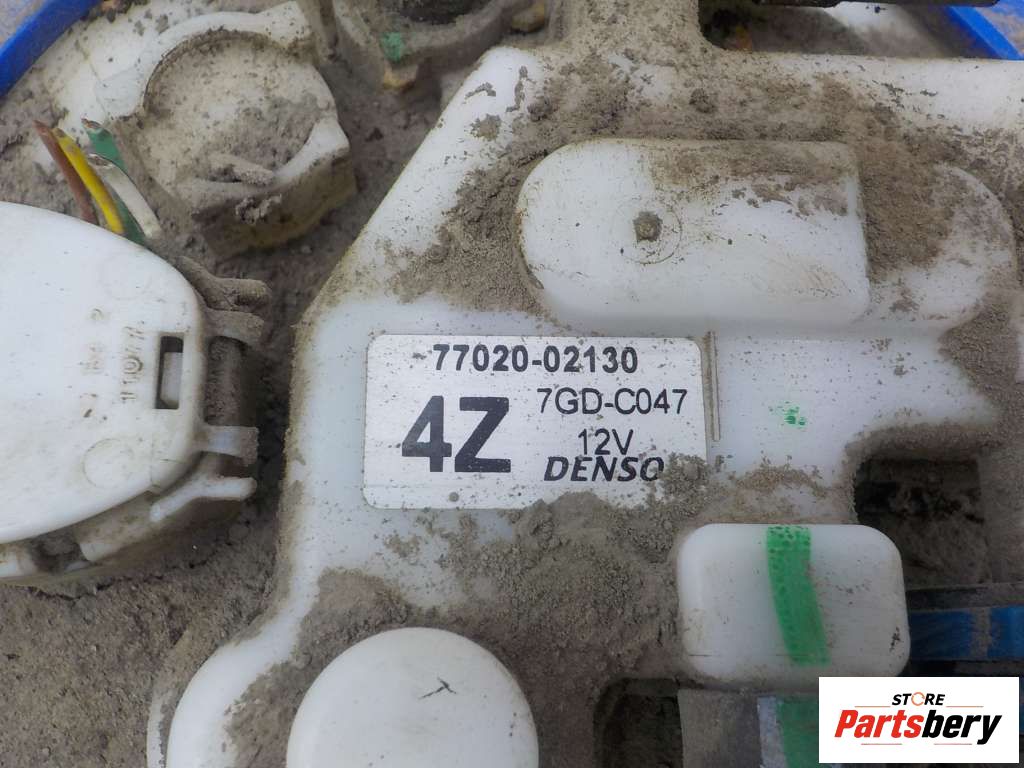 77020-02130
4Z 7GD-C047
12V
DENSO
STORE
Partsbery